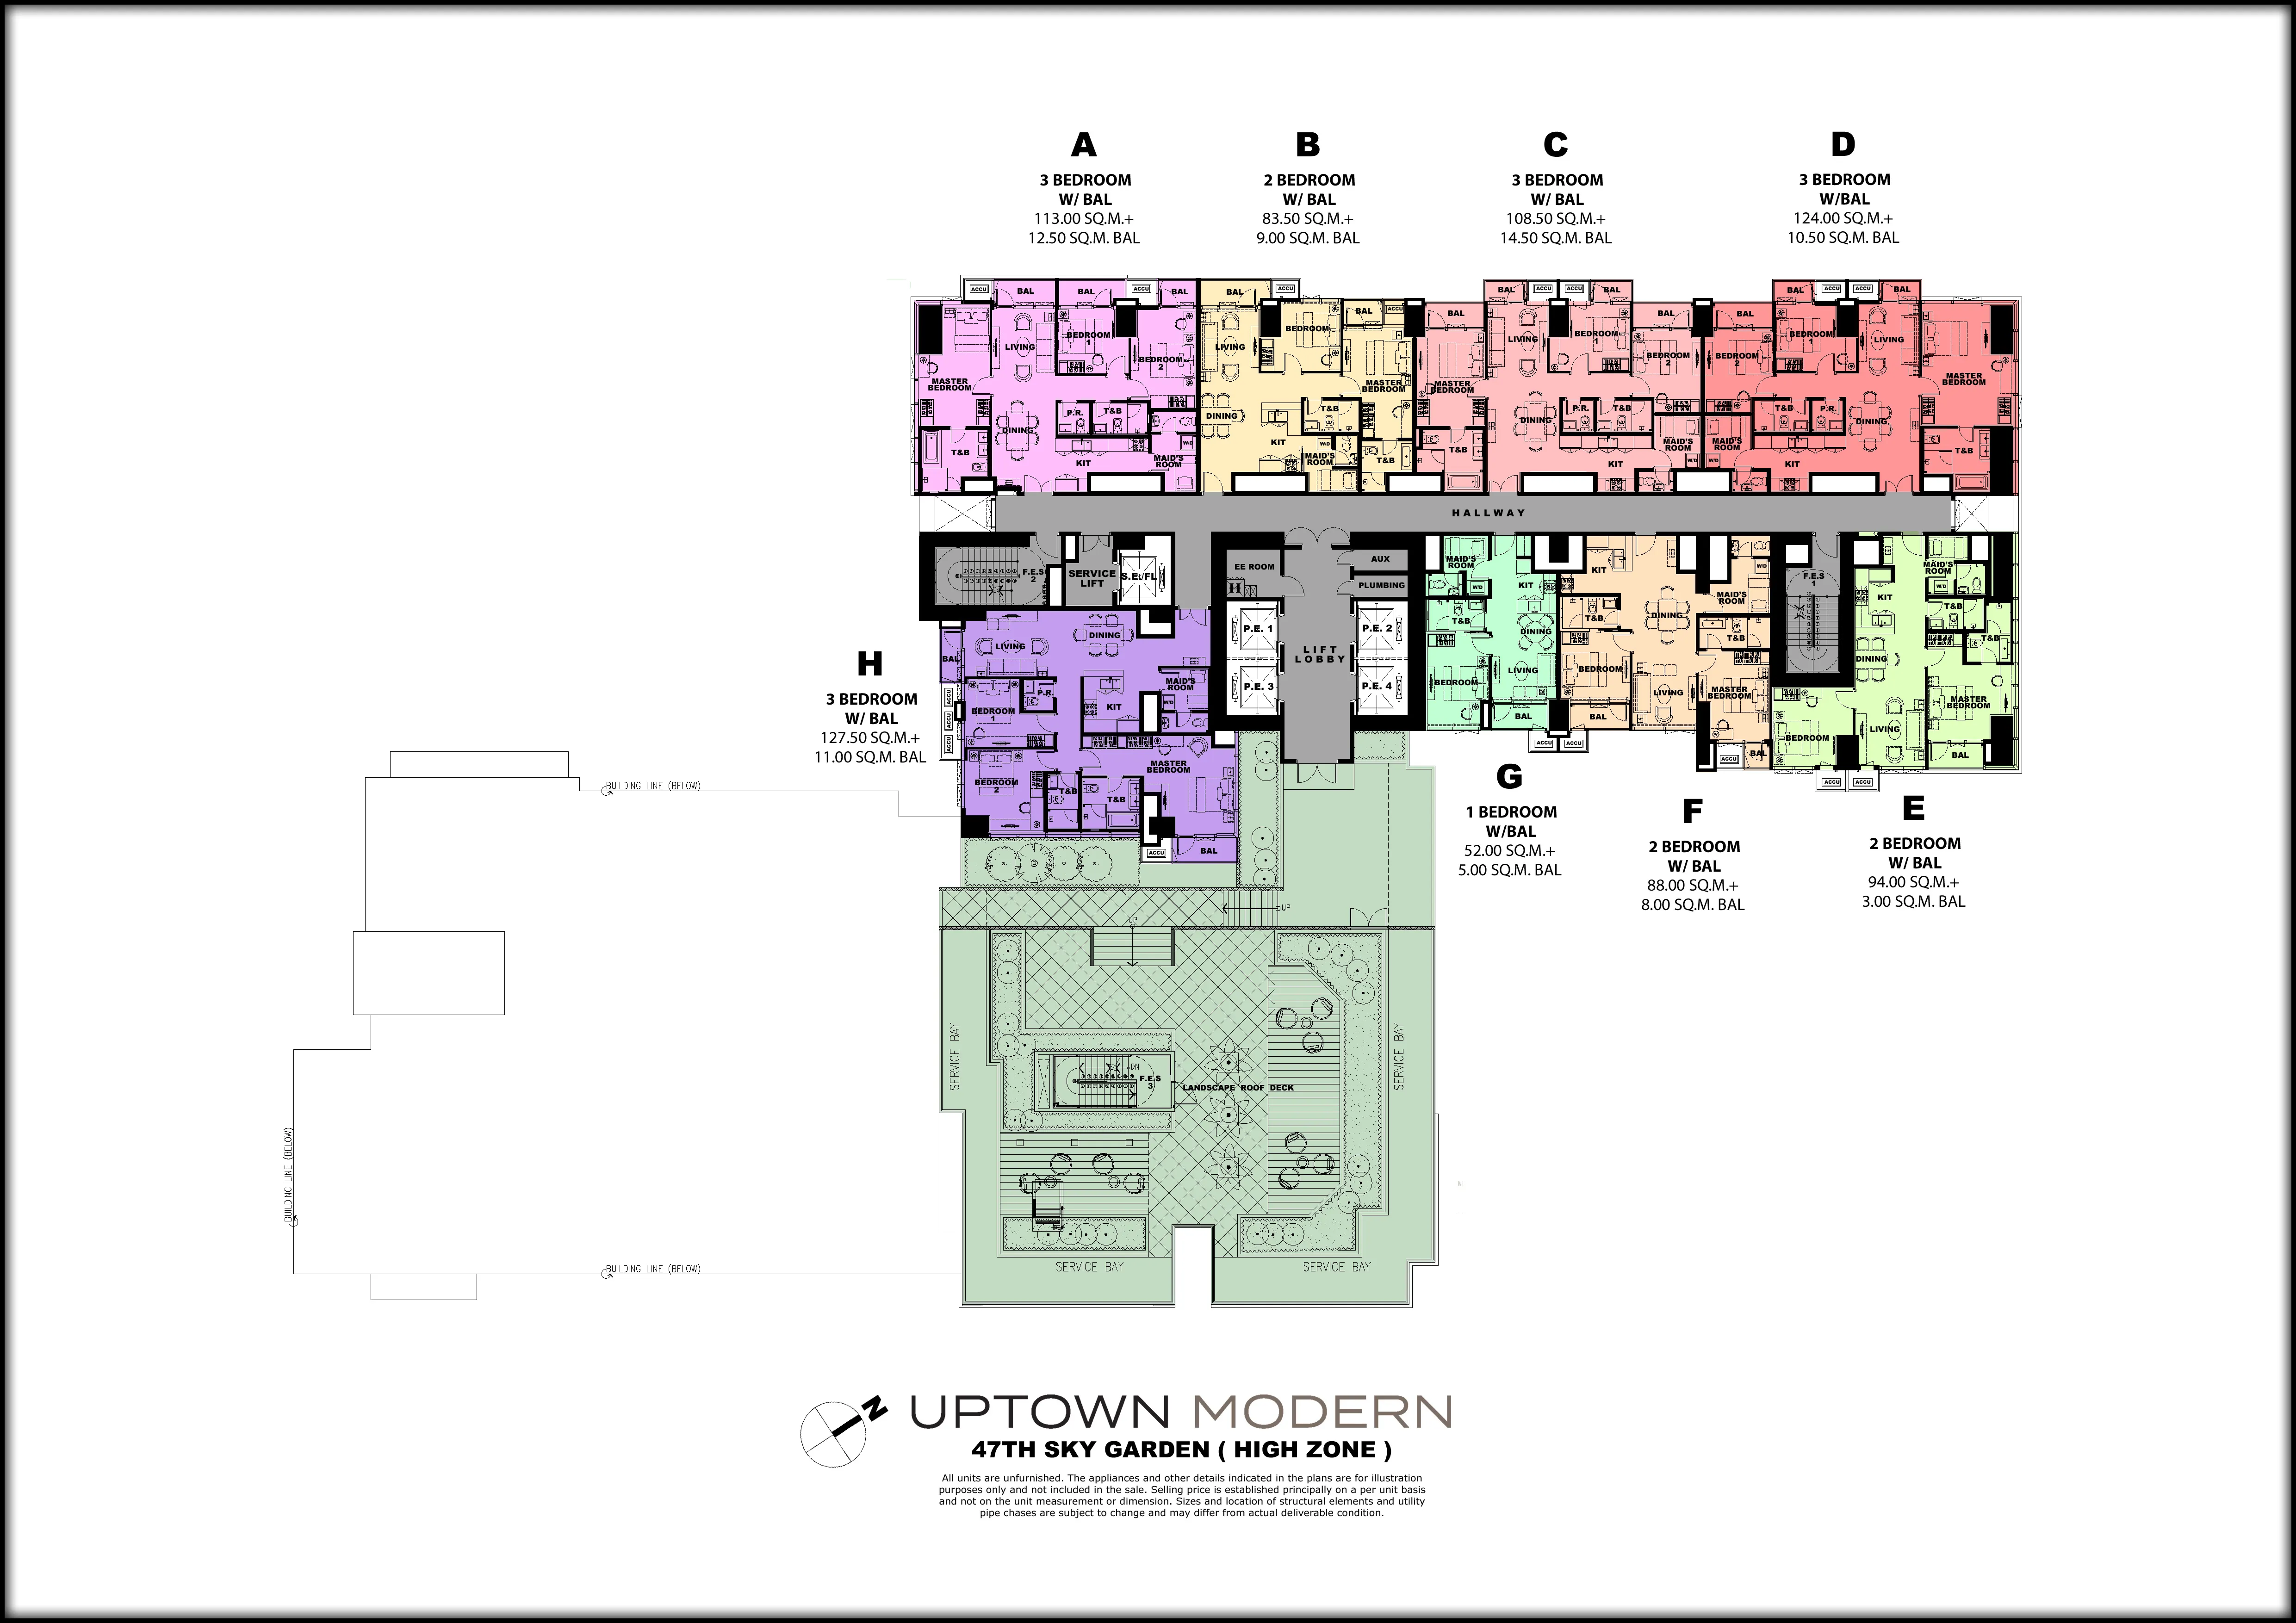 A
3 BEDROOM
W/ BAL
113.00 SQ.M.+
12.50 SQ.M. BAL
B
2 BEDROOM
W/ BAL
83.50 SQ.M.+
9.00 SQ.M. BAL
C
3 BEDROOM
W/ BAL
108.50 SQ.M.+
14.50 SQ.M. BAL
D
3 BEDROOM
W/BAL
124.00 SQ.M.+
10.50 SQ.M. BAL
ACCU
BAL
BAL
ACCU
BAL
LIVING
BEDROOM
1
BEDROOM
2
MASTER
BEDROOM
P.R.
T&B
DINING
W/D
T&B
KIT
MAID'S
ROOM
BAL
ACCU
BAL
ACCU
BEDROOM
LIVING
MASTER
BEDROOM
DINING
T&B
KIT
W/D
MAID'S
ROOM
T&B
BAL
BAL
ACCU
ACCU
BAL
BAL
LIVING
BEDROOM
1
BEDROOM
2
MASTER
BEDROOM
P.R.
T&B
DINING
T&B
KIT
MAID'S
ROOM
W/D
BAL
BAL
ACCU
ACCU
BAL
BEDROOM
1
LIVING
BEDROOM
2
MASTER
BEDROOM
T&B
P.R.
DINING
MAID'S
ROOM
W/D
KIT
T&B
HALLWAY
F.E.S
2
SERVICE
LIFT
S.E./FL
EE ROOM
AUX
PLUMBING
P.E. 1
P.E. 2
P.E. 3
P.E. 4
LIFT
LOBBY
MAID'S
ROOM
W/D
KIT
T&B
DINING
LIVING
BEDROOM
BAL
ACCU
ACCU
KIT
DINING
W/D
MAID'S
ROOM
T&B
T&B
BEDROOM
LIVING
MASTER
BEDROOM
BAL
BAL
ACCU
F.E.S
1
MAID'S
ROOM
W/D
KIT
T&B
T&B
DINING
MASTER
BEDROOM
BEDROOM
LIVING
BAL
ACCU
ACCU
H
3 BEDROOM
W/ BAL
127.50 SQ.M.+
11.00 SQ.M. BAL
BAL
LIVING
DINING
ACCU
ACCU
ACCU
BEDROOM
1
P.R.
KIT
MAID'S
ROOM
W/D
BEDROOM
2
MASTER
BEDROOM
T&B
T&B
ACCU
BAL
G
1 BEDROOM
W/BAL
52.00 SQ.M.+
5.00 SQ.M. BAL
F
2 BEDROOM
W/ BAL
88.00 SQ.M.+
8.00 SQ.M. BAL
E
2 BEDROOM
W/ BAL
94.00 SQ.M.+
3.00 SQ.M. BAL
BUILDING LINE (BELOW)
UP
UP
SERVICE BAY
SERVICE BAY
DN
F.E.S
3
LANDSCAPE ROOF DECK
BUILDING LINE (BELOW)
BUILDING LINE (BELOW)
SERVICE BAY
SERVICE BAY
N
UPTOWN MODERN
47TH SKY GARDEN ( HIGH ZONE )
All units are unfurnished. The appliances and other details indicated in the plans are for illustration
purposes only and not included in the sale. Selling price is established principally on a per unit basis
and not on the unit measurement or dimension. Sizes and location of structural elements and utility
pipe chases are subject to change and may differ from actual deliverable condition.